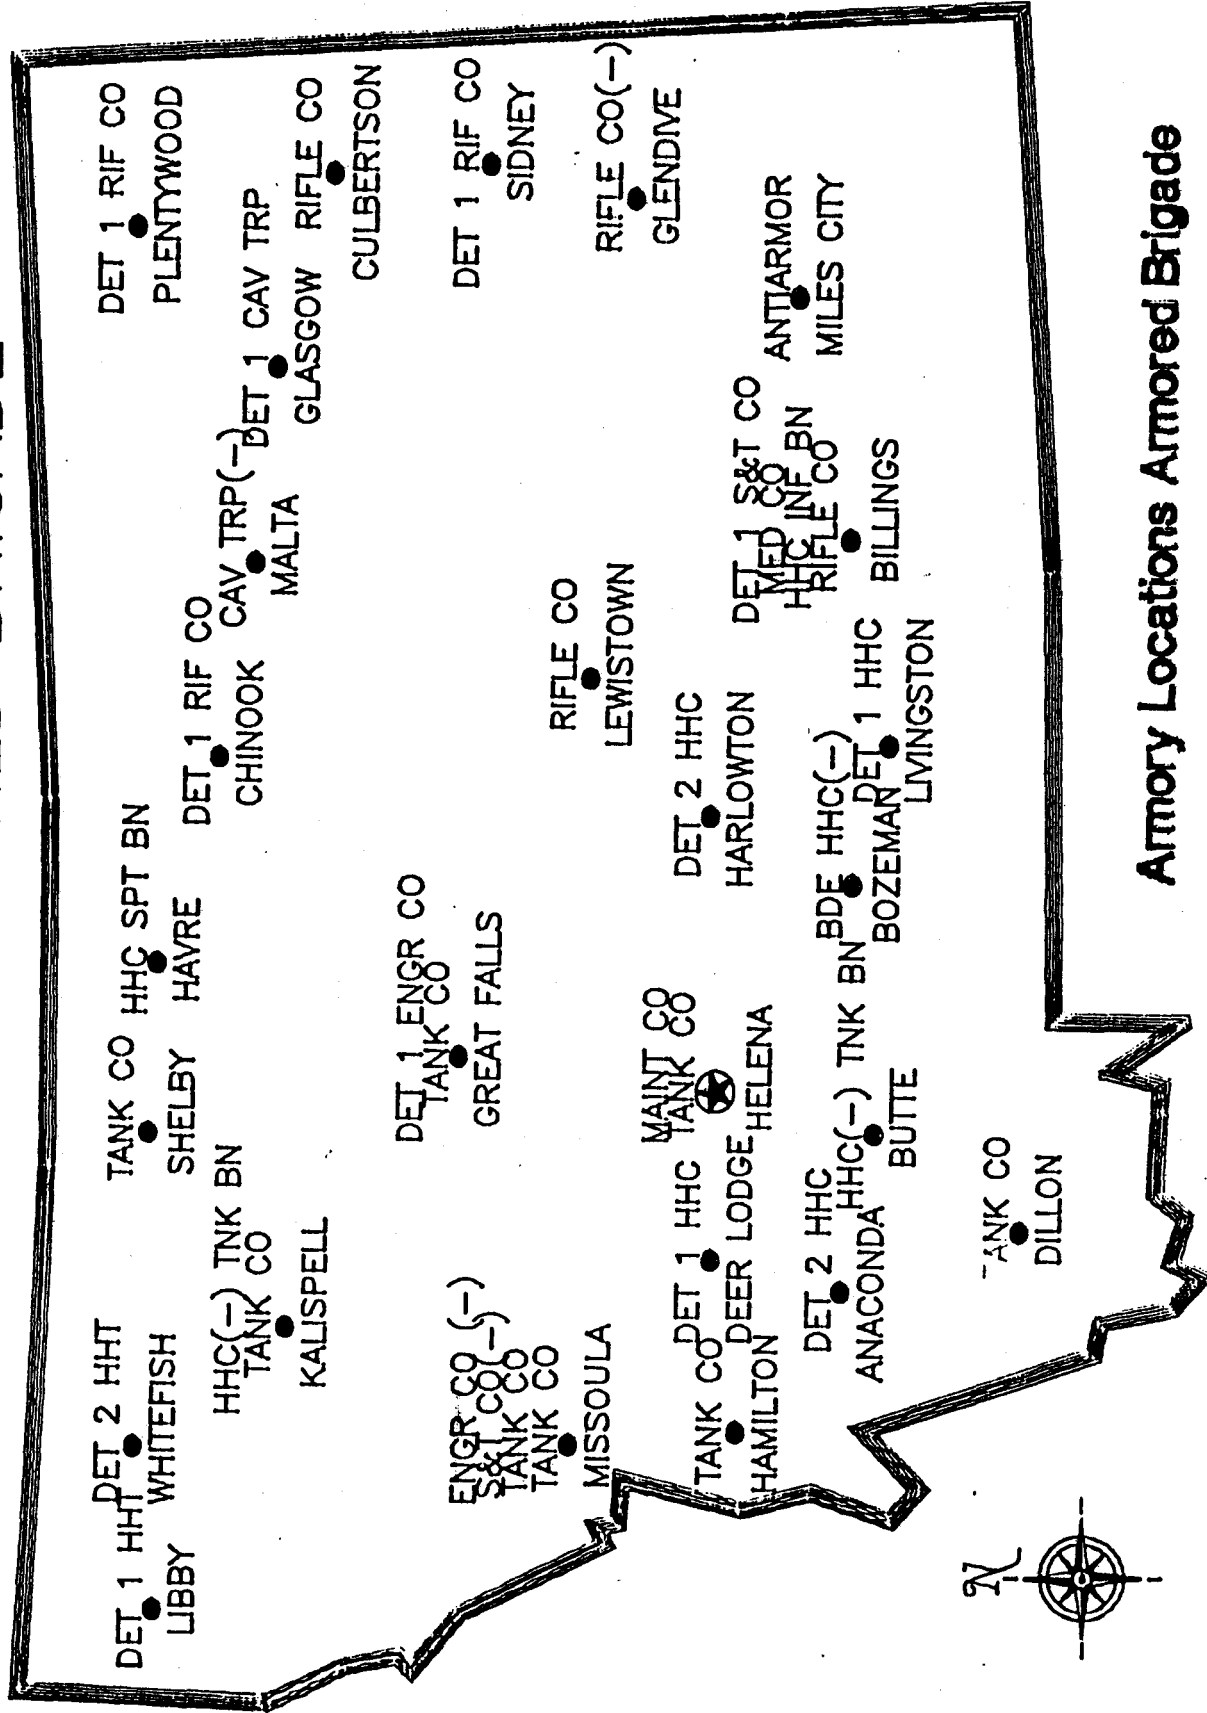 DET 1 HHT
LIBBY
DET 2 HHT
WHITEFISH
HHC(-) TNK BN
TANK CO
KALISPELL
TANK CO
SHELBY
HHC SPT BN
HAVRE
DET 1 RIF CO
CHINOOK
CAV TRP(-)
MALTA
DET 1 CAV TRP
GLASGOW
DET 1 RIF CO
PLENTYWOOD
RIFLE CO
CULBERTSON
DET 1 RIF CO
SIDNEY
RIFLE CO(-)
GLENDIVE
ENGR CO (-)
S&T CO(-)
TANK CO
TANK CO
MISSOULA
DET 1 ENGR CO
TANK CO
GREAT FALLS
RIFLE CO
LEWISTOWN
TANK CO
HAMILTON
DET 1 HHC
DEER LODGE
MAINT CO
TANK CO
HELENA
DET 2 HHC
HARLOWTON
DET 1 S&T CO
MED CO
HHC INF BN
RIFLE CO
BILLINGS
ANTIARMOR
MILES CITY
DET 2 HHC
ANACONDA
HHC(-) TNK BN
BUTTE
BDE HHC(-)
BOZEMAN
DET 1 HHC
LIVINGSTON
DILLON
N
Armory Locations Armored Brigade